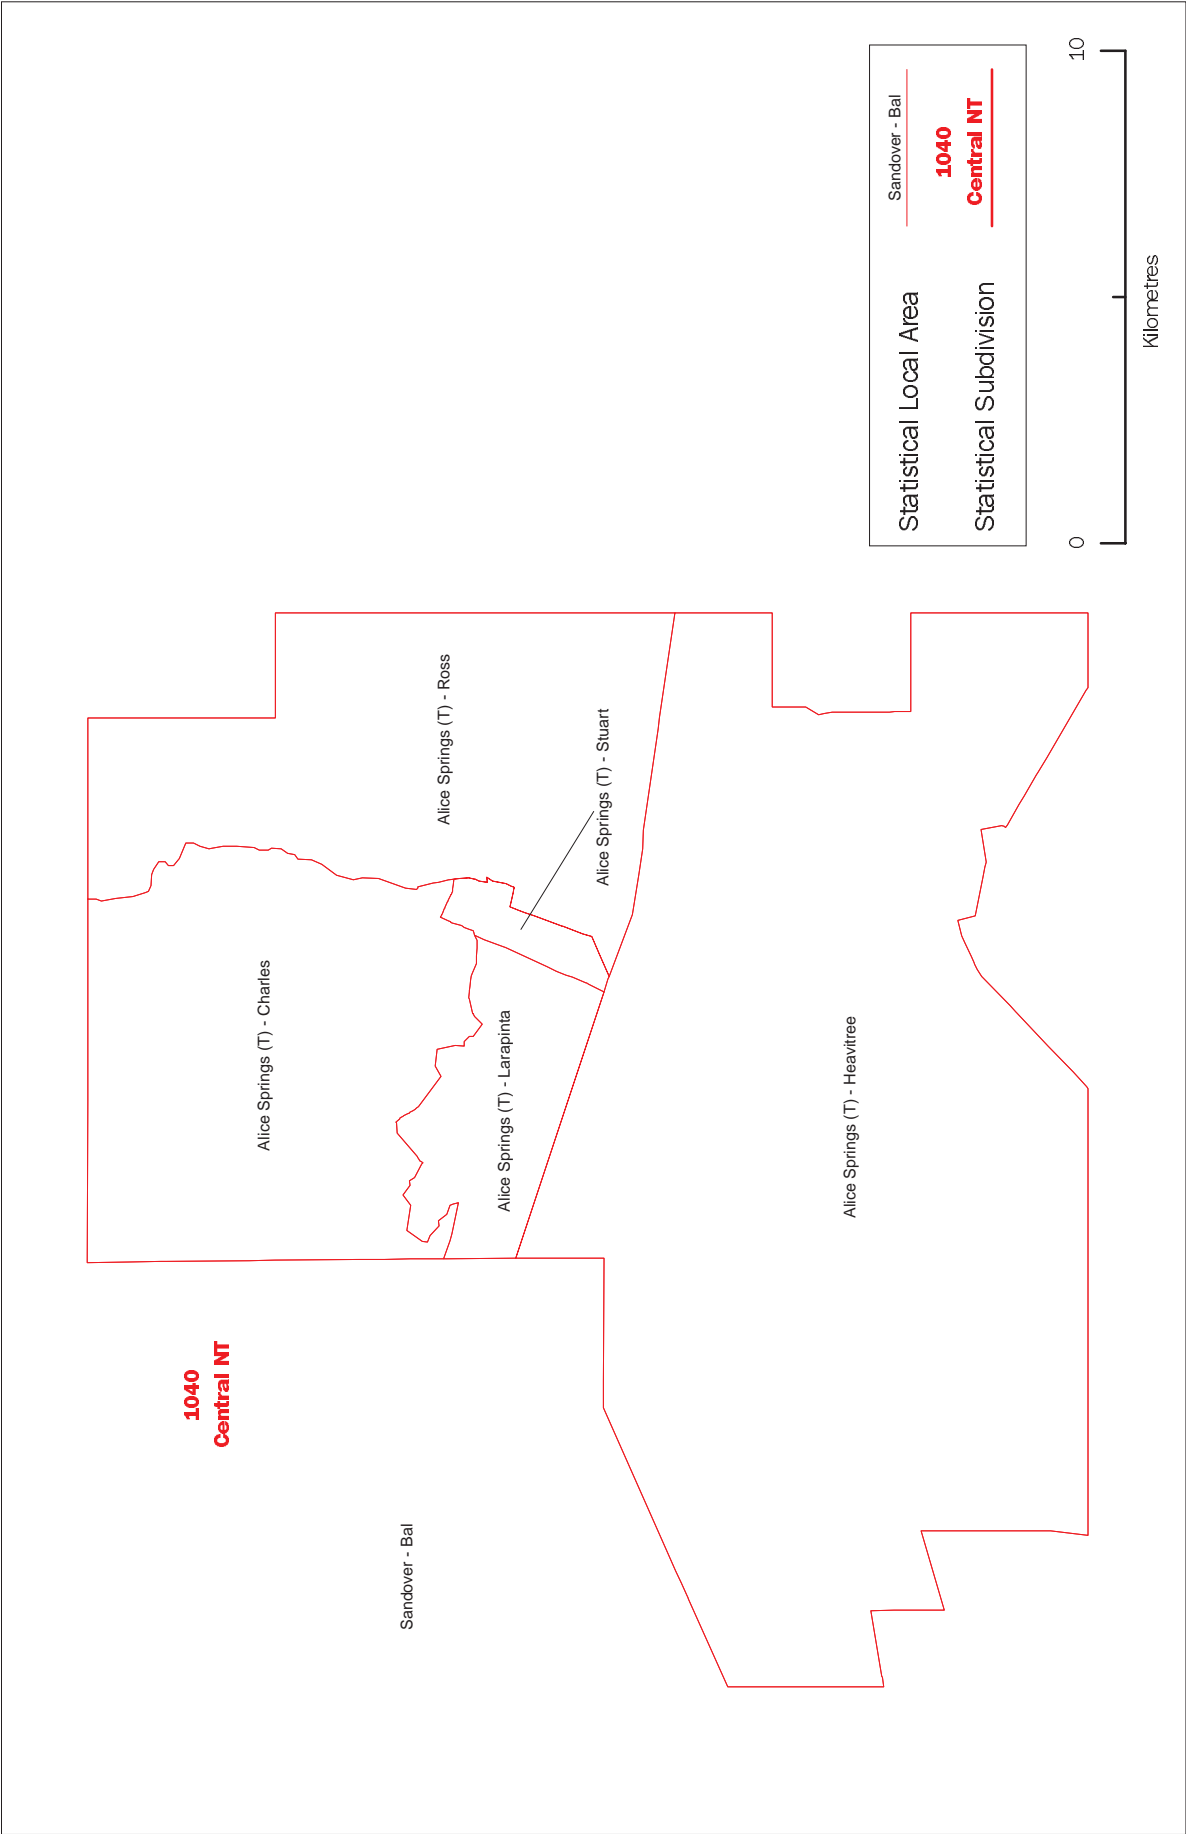 1040
Central NT
Sandover - Bal
Alice Springs (T) - Charles
Alice Springs (T) - Ross
Alice Springs (T) - Larapinta
Alice Springs (T) - Stuart
Alice Springs (T) - Heavitree
Statistical Local Area
Sandover - Bal
Statistical Subdivision
1040
Central NT
0
10
Kilometres